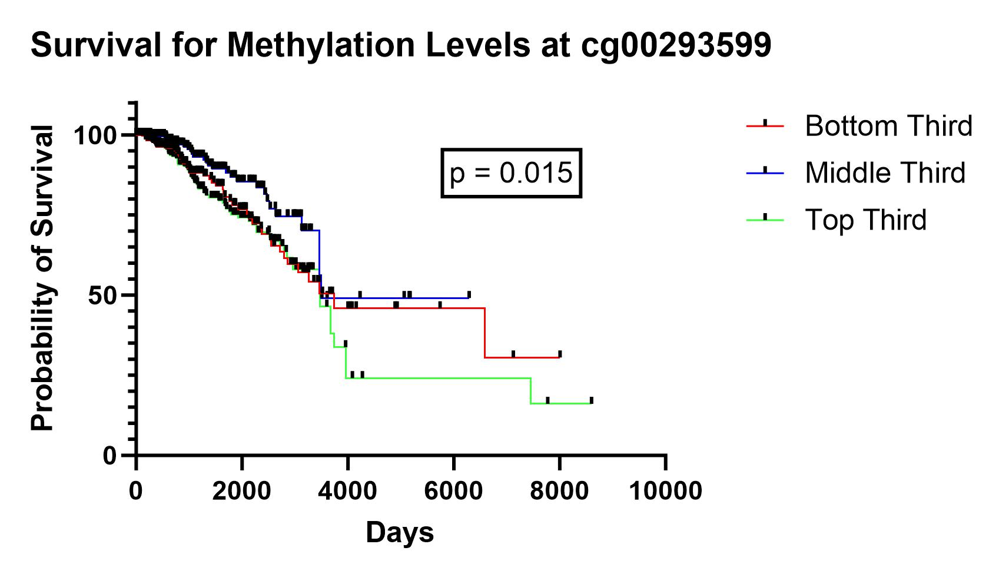 Survival for Methylation Levels at cg00293599
Probability of Survival
100
50
0
p = 0.015
Bottom Third
Middle Third
Top Third
0 2000 4000 6000 8000 10000
Days